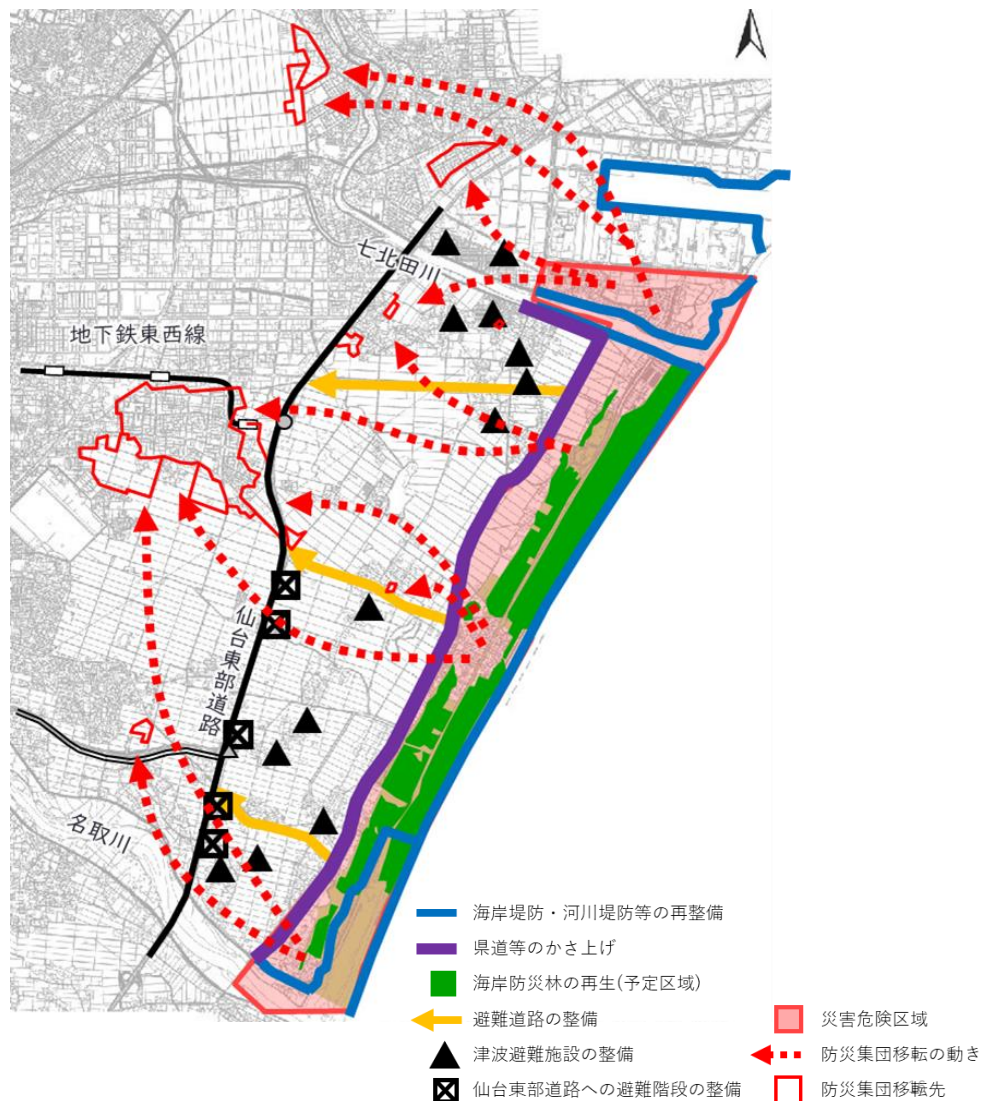 七北田川
地下鉄東西線
仙台東部道路
名取川
海岸堤防・河川堤防等の再整備
県道等のかさ上げ
海岸防災林の再生(予定区域)
避難道路の整備
災害危険区域
津波避難施設の整備
防災集団移転の動き
仙台東部道路への避難階段の整備
防災集団移転先